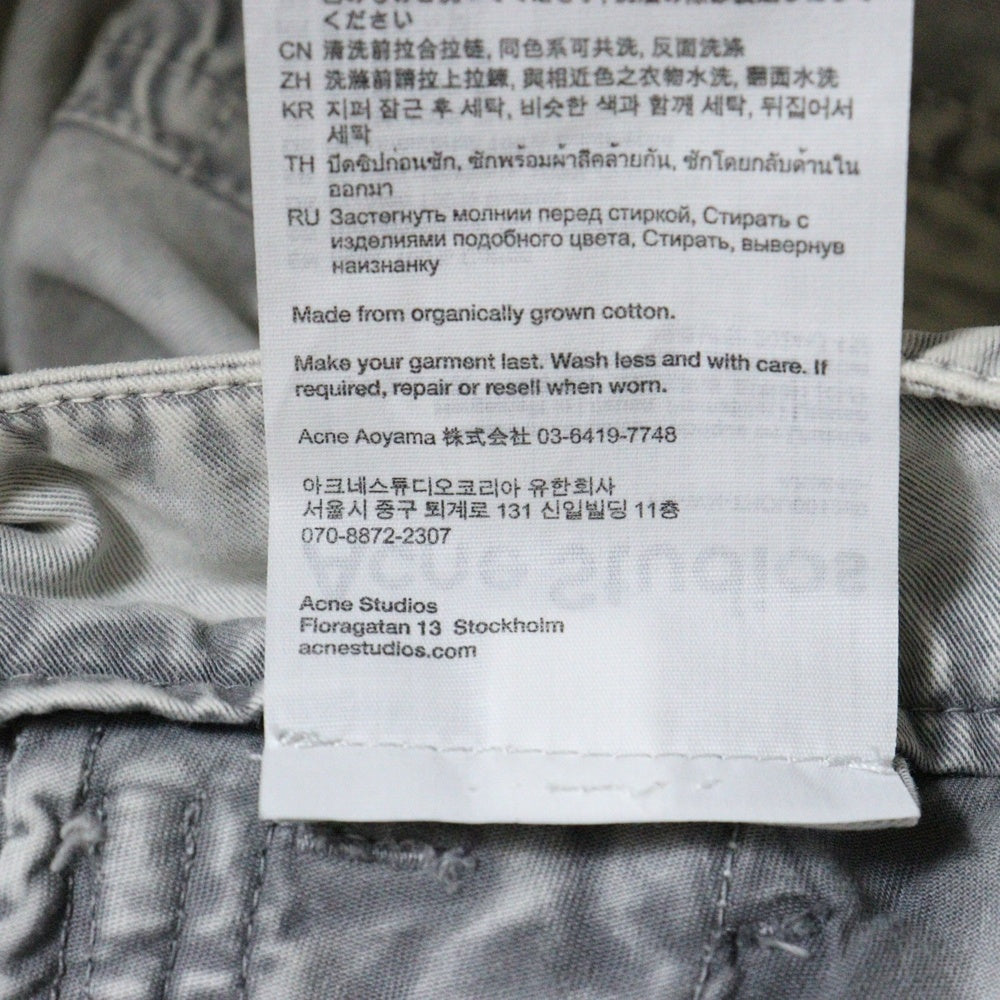 ください
CN 清洗前拉合拉链, 同色系可共洗, 反面洗涤
ZH 洗滌前請拉上拉鍊, 與相近色之衣物水洗, 翻面水洗
KR 지퍼 잠근 후 세탁, 비슷한 색과 함께 세탁, 뒤집어서
세탁
TH ปิดซิปก่อนซัก, ซักพร้อมผ้าสีคล้ายกัน, ซักโดยกลับด้านใน
ออกมา
RU Застегнуть молнии перед стиркой, Стирать с
изделиями подобного цвета, Стирать, вывернув
наизнанку
Made from organically grown cotton.
Make your garment last. Wash less and with care. If
required, repair or resell when worn.
Acne Aoyama 株式会社 03-6419-7748
아크네스튜디오코리아 유한회사
서울시 중구 퇴계로 131 신일빌딩 11층
070-8872-2307
Acne Studios
Floragatan 13 Stockholm
acnestudios.com